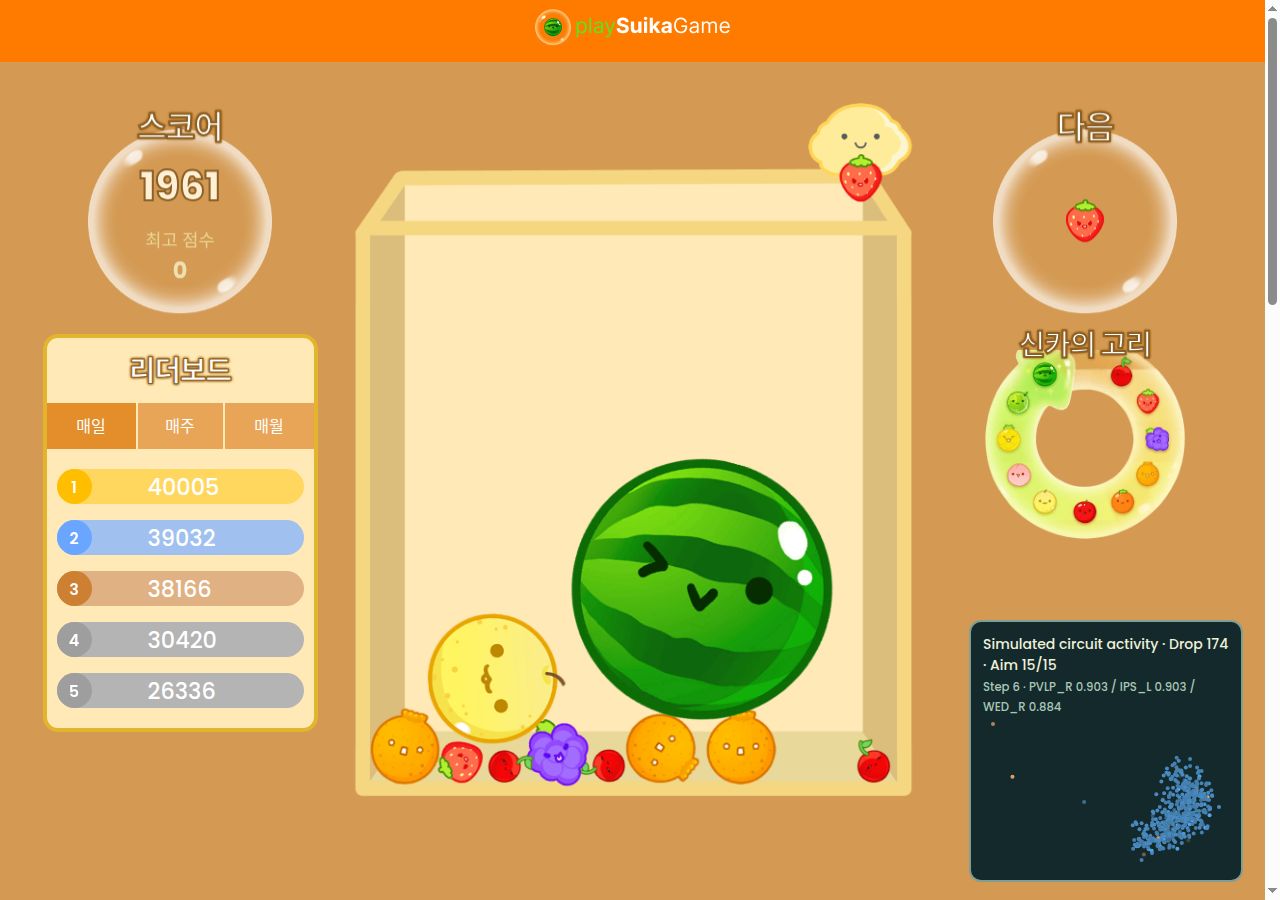 playSuikaGame
스코어
1961
최고 점수
0
다음
신카의 고리
리더보드
매일 매주 매월
1 40005
2 39032
3 38166
4 30420
5 26336
Simulated circuit activity · Drop 174
· Aim 15/15
Step 6 · PVLP_R 0.903 / IPS_L 0.903 /
WED_R 0.884